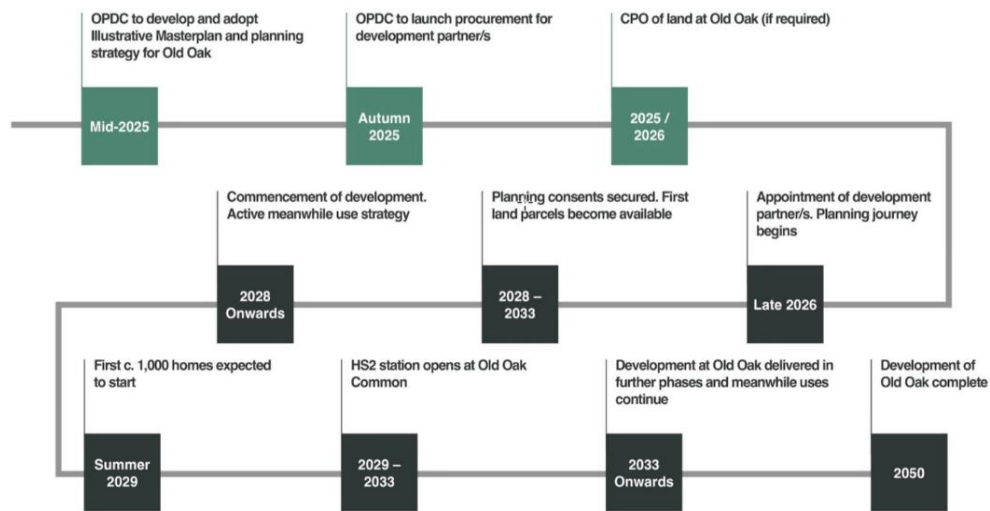 OPDC to develop and adopt
Illustrative Masterplan and planning
strategy for Old Oak
Mid-2025
OPDC to launch procurement for
development partner/s
Autumn
2025
CPO of land at Old Oak (if required)
2025 /
2026
Appointment of development
partner/s. Planning journey
begins
Late 2026
Planning consents secured. First
land parcels become available
2028 –
2033
Commencement of development.
Active meanwhile use strategy
2028
Onwards
First c. 1,000 homes expected
to start
Summer
2029
HS2 station opens at Old Oak
Common
2029 –
2033
Development at Old Oak delivered in
further phases and meanwhile uses
continue
2033
Onwards
Development of
Old Oak complete
2050